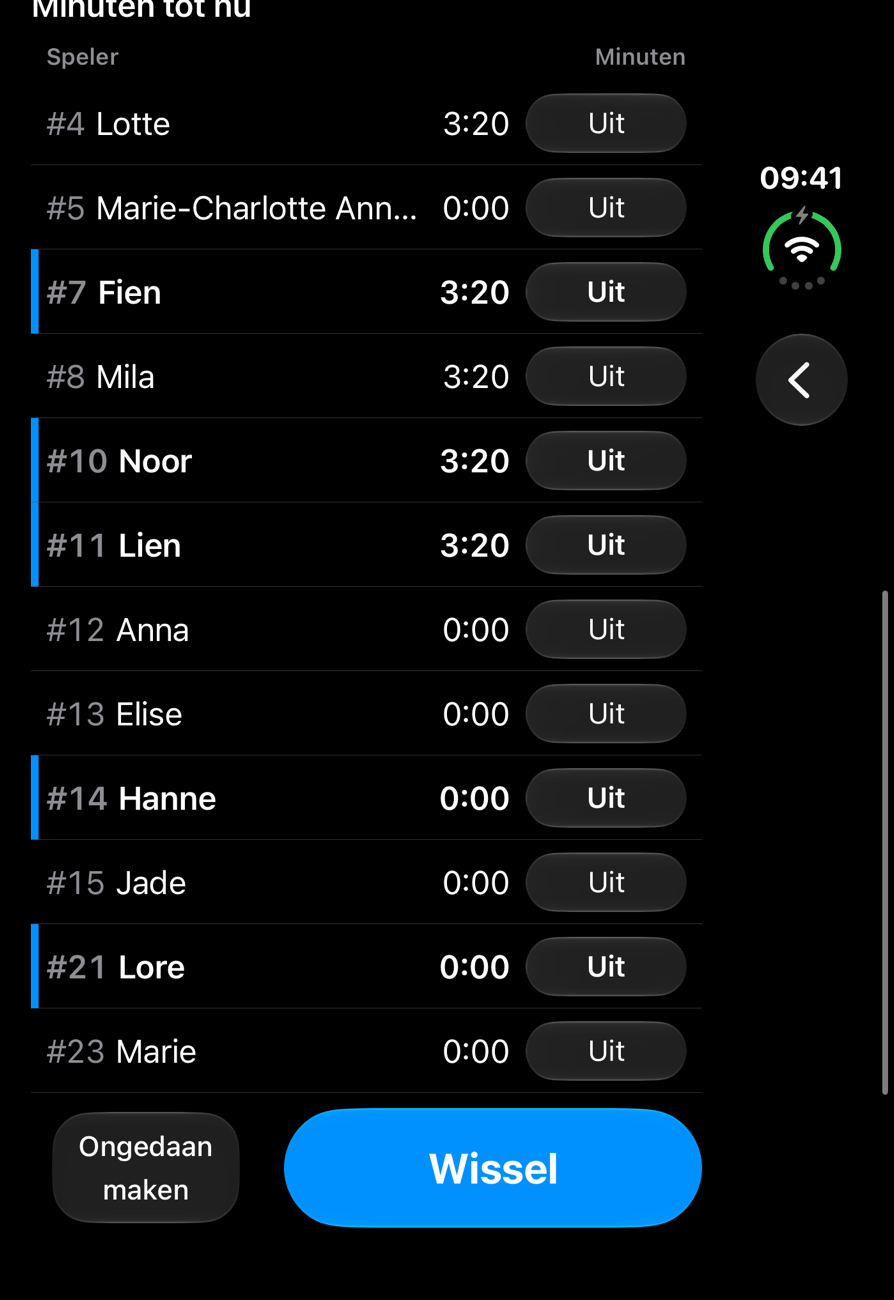 Minuten tot nu
Speler Minuten
09:41
#4 Lotte 3:20 Uit
#5 Marie-Charlotte Ann... 0:00 Uit
#7 Fien 3:20 Uit
#8 Mila 3:20 Uit
#10 Noor 3:20 Uit
#11 Lien 3:20 Uit
#12 Anna 0:00 Uit
#13 Elise 0:00 Uit
#14 Hanne 0:00 Uit
#15 Jade 0:00 Uit
#21 Lore 0:00 Uit
#23 Marie 0:00 Uit
Ongedaan
maken
Wissel